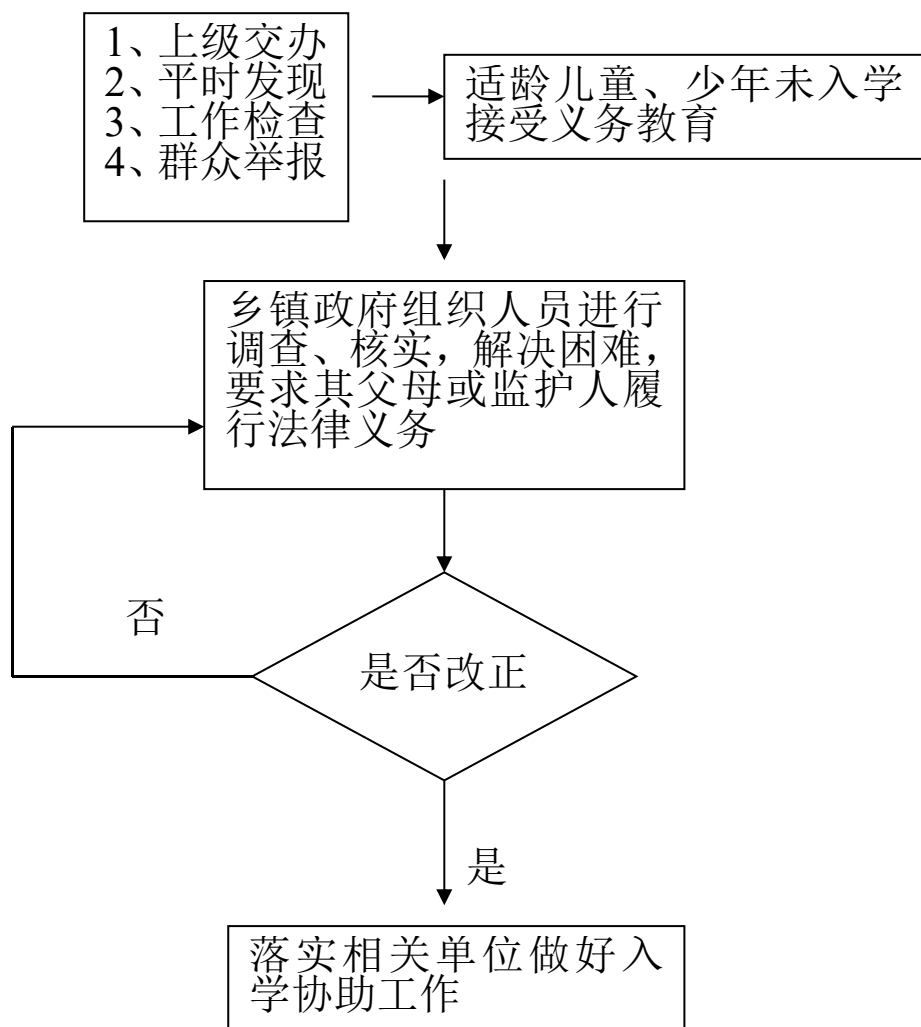 1、上级交办
2、平时发现
3、工作检查
4、群众举报
适龄儿童、少年未入学
接受义务教育
乡镇政府组织人员进行
调查、核实，解决困难，
要求其父母或监护人履
行法律义务
否
是否改正
是
落实相关单位做好入
学协助工作